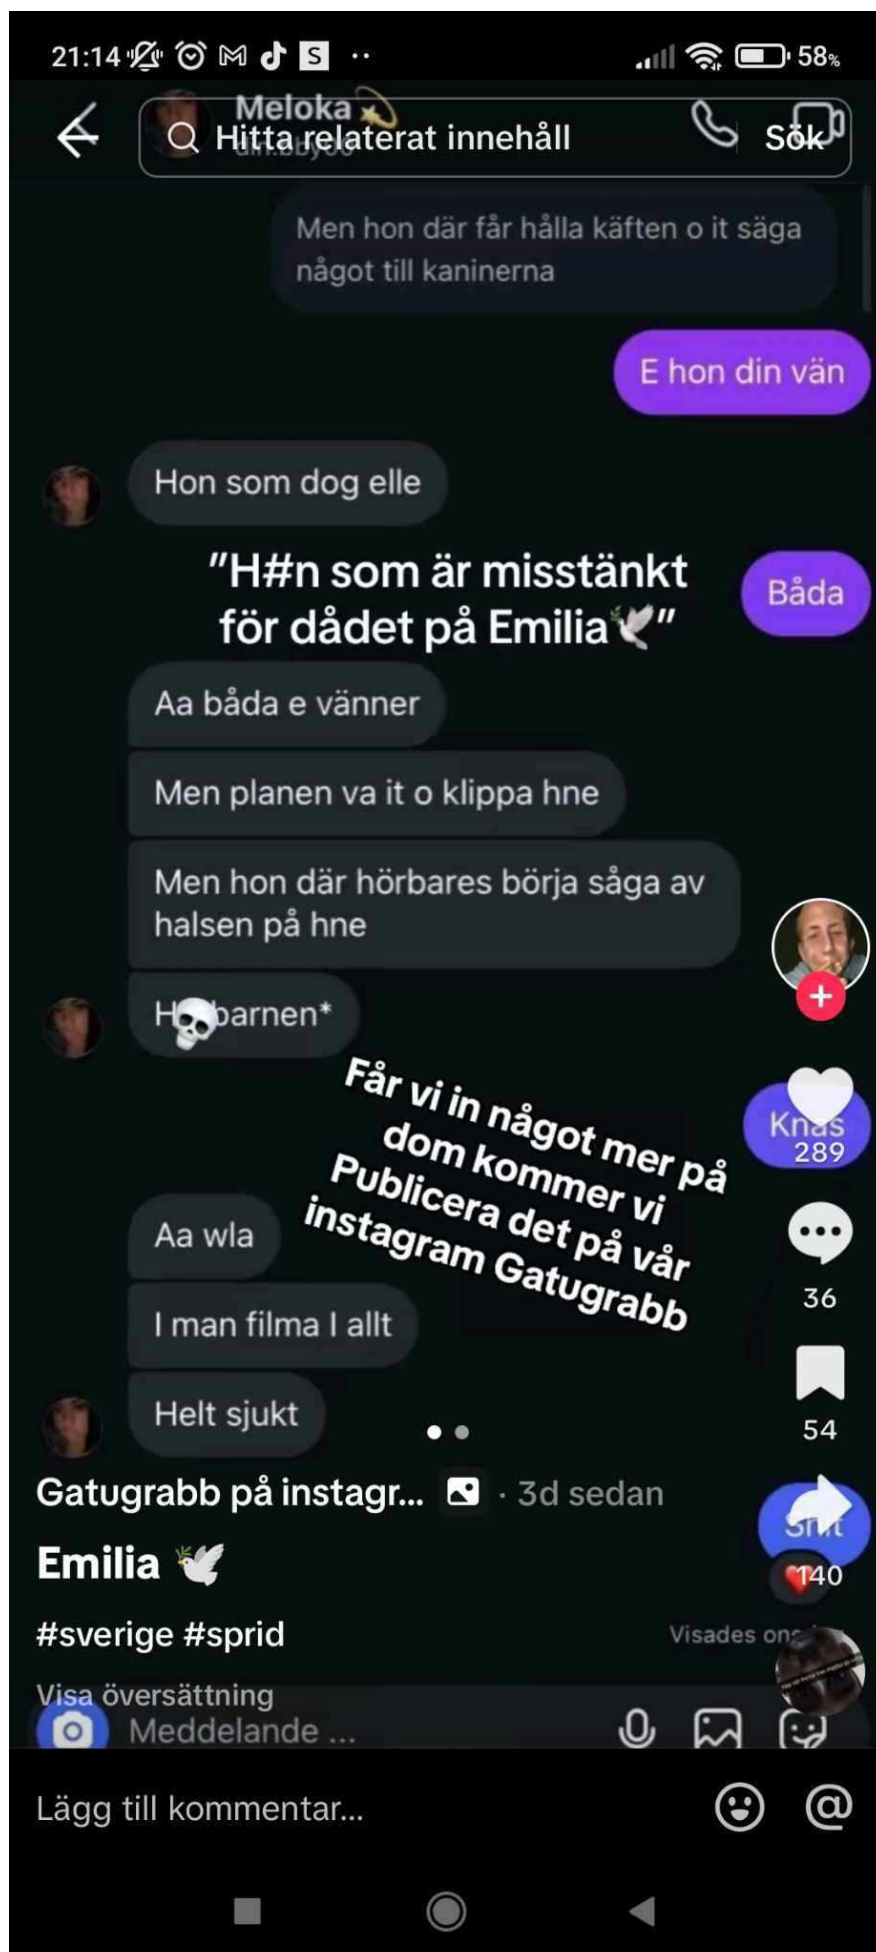 21:14
58%
Meloka
Hitta relaterat innehåll
Sök
Men hon där får hålla käften o it säga
något till kaninerna
E hon din vän
Hon som dog elle
"H#n som är misstänkt
för dådet på Emilia🕊️"
Båda
Aa båda e vänner
Men planen va it o klippa hne
Men hon där hörbares börja såga av
halsen på hne
Får vi in något mer på
dom kommer vi
Publicera det på vår
instagram Gatugrabb
Knas
289
Aa wla
36
I man filma I allt
Helt sjukt
54
Gatugrabb på instagr... · 3d sedan
Shit
Emilia 🕊️
140
#sverige #sprid
Visades
Visa översättning
Meddelande ...
Lägg till kommentar...